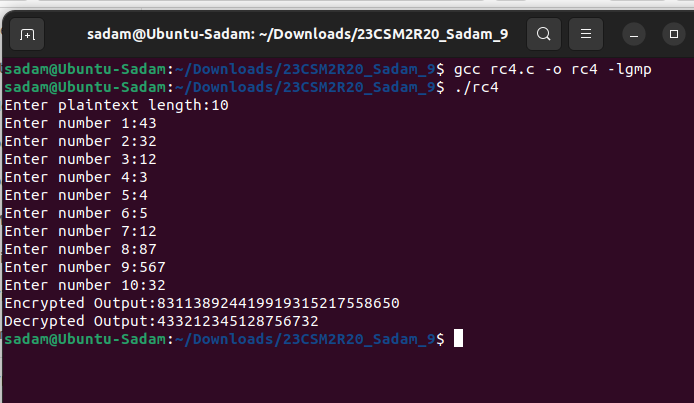 sadam@Ubuntu-Sadam: ~/Downloads/23CSM2R20_Sadam_9
sadam@Ubuntu-Sadam:~/Downloads/23CSM2R20_Sadam_9$ gcc rc4.c -o rc4 -lgmp
sadam@Ubuntu-Sadam:~/Downloads/23CSM2R20_Sadam_9$ ./rc4
Enter plaintext length:10
Enter number 1:43
Enter number 2:32
Enter number 3:12
Enter number 4:3
Enter number 5:4
Enter number 6:5
Enter number 7:12
Enter number 8:87
Enter number 9:567
Enter number 10:32
Encrypted Output:831138924419919315217558650
Decrypted Output:433212345128756732
sadam@Ubuntu-Sadam:~/Downloads/23CSM2R20_Sadam_9$